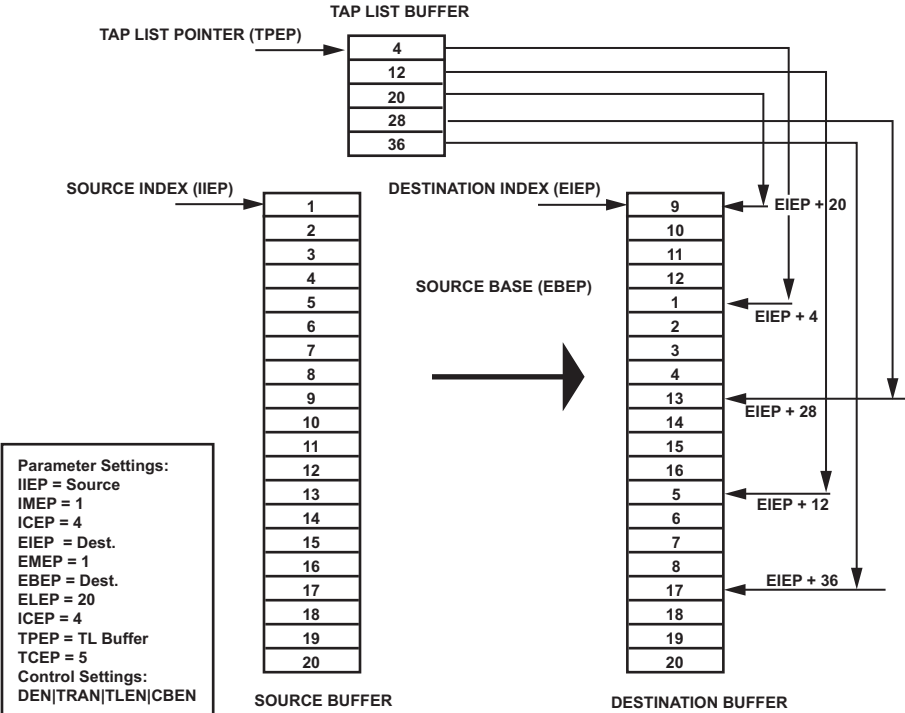 TAP LIST BUFFER
TAP LIST POINTER (TPEP)
4
12
20
28
36
SOURCE INDEX (IIEP)
1
2
3
4
5
6
7
8
9
10
11
12
13
14
15
16
17
18
19
20
SOURCE BUFFER
DESTINATION INDEX (EIEP)
SOURCE BASE (EBEP)
9
10
11
12
1
2
3
4
13
14
15
16
5
6
7
8
17
18
19
20
DESTINATION BUFFER
EIEP + 20
EIEP + 4
EIEP + 28
EIEP + 12
EIEP + 36
Parameter Settings:
IIEP = Source
IMEP = 1
ICEP = 4
EIEP = Dest.
EMEP = 1
EBEP = Dest.
ELEP = 20
ICEP = 4
TPEP = TL Buffer
TCEP = 5
Control Settings:
DEN|TRAN|TLEN|CBEN